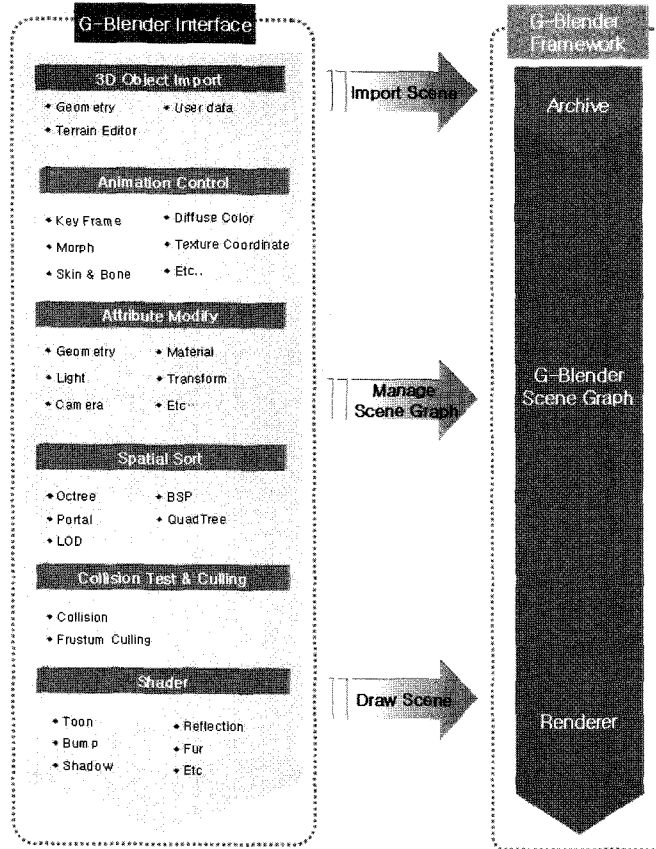 G-Blender Interface
3D Object Import
◆ Geometry ◆ User data
◆ Terrain Editor
Animation Control
◆ Key Frame ◆ Diffuse Color
◆ Morph ◆ Texture Coordinate
◆ Skin & Bone ◆ Etc..
Attribute Modify
◆ Geometry ◆ Material
◆ Light ◆ Transform
◆ Camera ◆ Etc
Spatial Sort
◆ Octree ◆ BSP
◆ Portal ◆ QuadTree
◆ LOD
Collision Test & Culling
◆ Collision
◆ Frustum Culling
Shader
◆ Toon ◆ Reflection
◆ Bump ◆ Fur
◆ Shadow ◆ Etc
Import Scene
Manage
Scene Graph
Draw Scene
G-Blender
Framework
Archive
G-Blender
Scene Graph
Renderer